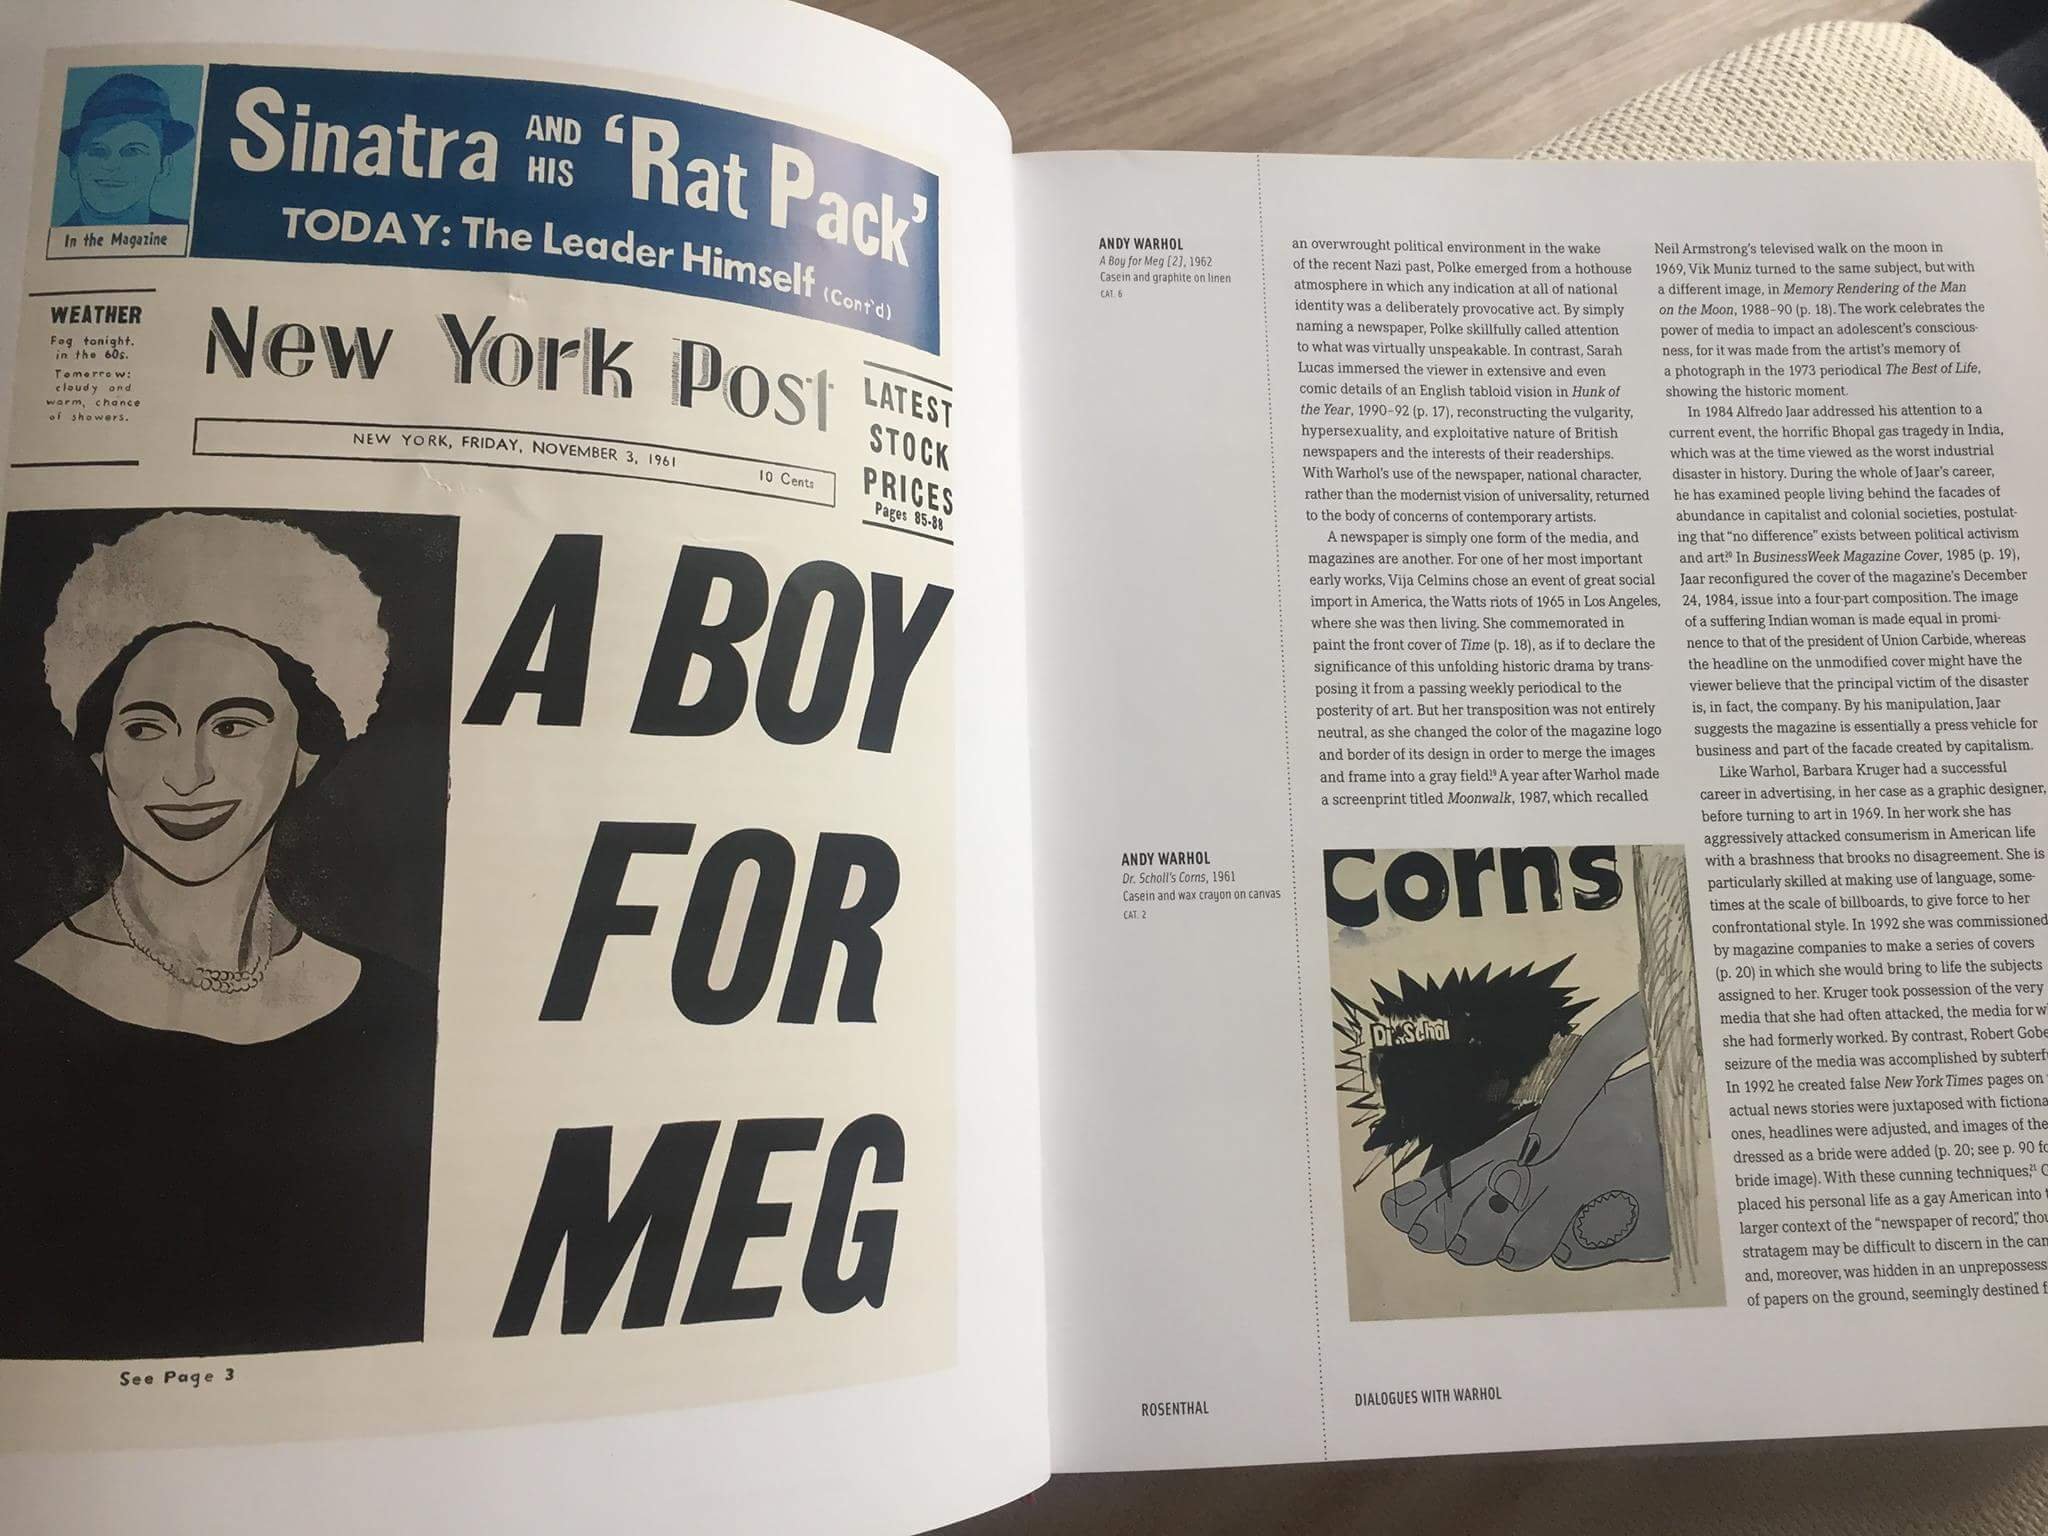 Sinatra AND HIS 'Rat Pack'
TODAY: The Leader Himself (Cont'd)
In the Magazine
WEATHER
Fog tonight.
in the 60s.
Tomorrow:
cloudy and
warm, chance
of showers.
New York Post
NEW YORK, FRIDAY, NOVEMBER 3, 1961 10 Cents
LATEST
STOCK
PRICES
Pages 85-88
A BOY
FOR
MEG
See Page 3
ANDY WARHOL
A Boy for Meg [2], 1962
Casein and graphite on linen
CAT. 6
ANDY WARHOL
Dr. Scholl's Corns, 1961
Casein and wax crayon on canvas
CAT. 2
ROSENTHAL
an overwrought political environment in the wake
of the recent Nazi past, Polke emerged from a hothouse
atmosphere in which any indication at all of national
identity was a deliberately provocative act. By simply
naming a newspaper, Polke skillfully called attention
to what was virtually unspeakable. In contrast, Sarah
Lucas immersed the viewer in extensive and even
comic details of an English tabloid vision in Hunk of
the Year, 1990–92 (p. 17), reconstructing the vulgarity,
hypersexuality, and exploitative nature of British
newspapers and the interests of their readerships.
With Warhol's use of the newspaper, national character,
rather than the modernist vision of universality, returned
to the body of concerns of contemporary artists.
A newspaper is simply one form of the media, and
magazines are another. For one of her most important
early works, Vija Celmins chose an event of great social
import in America, the Watts riots of 1965 in Los Angeles,
where she was then living. She commemorated in
paint the front cover of Time (p. 18), as if to declare the
significance of this unfolding historic drama by trans-
posing it from a passing weekly periodical to the
posterity of art. But her transposition was not entirely
neutral, as she changed the color of the magazine logo
and border of its design in order to merge the images
and frame into a gray field.19 A year after Warhol made
a screenprint titled Moonwalk, 1987, which recalled
Corns
Dr. Schol
DIALOGUES WITH WARHOL
Neil Armstrong's televised walk on the moon in
1969, Vik Muniz turned to the same subject, but with
a different image, in Memory Rendering of the Man
on the Moon, 1988–90 (p. 18). The work celebrates the
power of media to impact an adolescent's conscious-
ness, for it was made from the artist's memory of
a photograph in the 1973 periodical The Best of Life,
showing the historic moment.
In 1984 Alfredo Jaar addressed his attention to a
current event, the horrific Bhopal gas tragedy in India,
which was at the time viewed as the worst industrial
disaster in history. During the whole of Jaar's career,
he has examined people living behind the facades of
abundance in capitalist and colonial societies, postulat-
ing that "no difference" exists between political activism
and art.20 In BusinessWeek Magazine Cover, 1985 (p. 19),
Jaar reconfigured the cover of the magazine's December
24, 1984, issue into a four-part composition. The image
of a suffering Indian woman is made equal in promi-
nence to that of the president of Union Carbide, whereas
the headline on the unmodified cover might have the
viewer believe that the principal victim of the disaster
is, in fact, the company. By his manipulation, Jaar
suggests the magazine is essentially a press vehicle for
business and part of the facade created by capitalism.
Like Warhol, Barbara Kruger had a successful
career in advertising, in her case as a graphic designer,
before turning to art in 1969. In her work she has
aggressively attacked consumerism in American life
with a brashness that brooks no disagreement. She is
particularly skilled at making use of language, some-
times at the scale of billboards, to give force to her
confrontational style. In 1992 she was commissioned
by magazine companies to make a series of covers
(p. 20) in which she would bring to life the subjects
assigned to her. Kruger took possession of the very
media that she had often attacked, the media for w
she had formerly worked. By contrast, Robert Gobe
seizure of the media was accomplished by subterf
In 1992 he created false New York Times pages on
actual news stories were juxtaposed with fictiona
ones, headlines were adjusted, and images of the
dressed as a bride were added (p. 20; see p. 90 fo
bride image). With these cunning techniques,21
placed his personal life as a gay American into
larger context of the "newspaper of record," thou
stratagem may be difficult to discern in the can
and, moreover, was hidden in an unprepossess
of papers on the ground, seemingly destined f